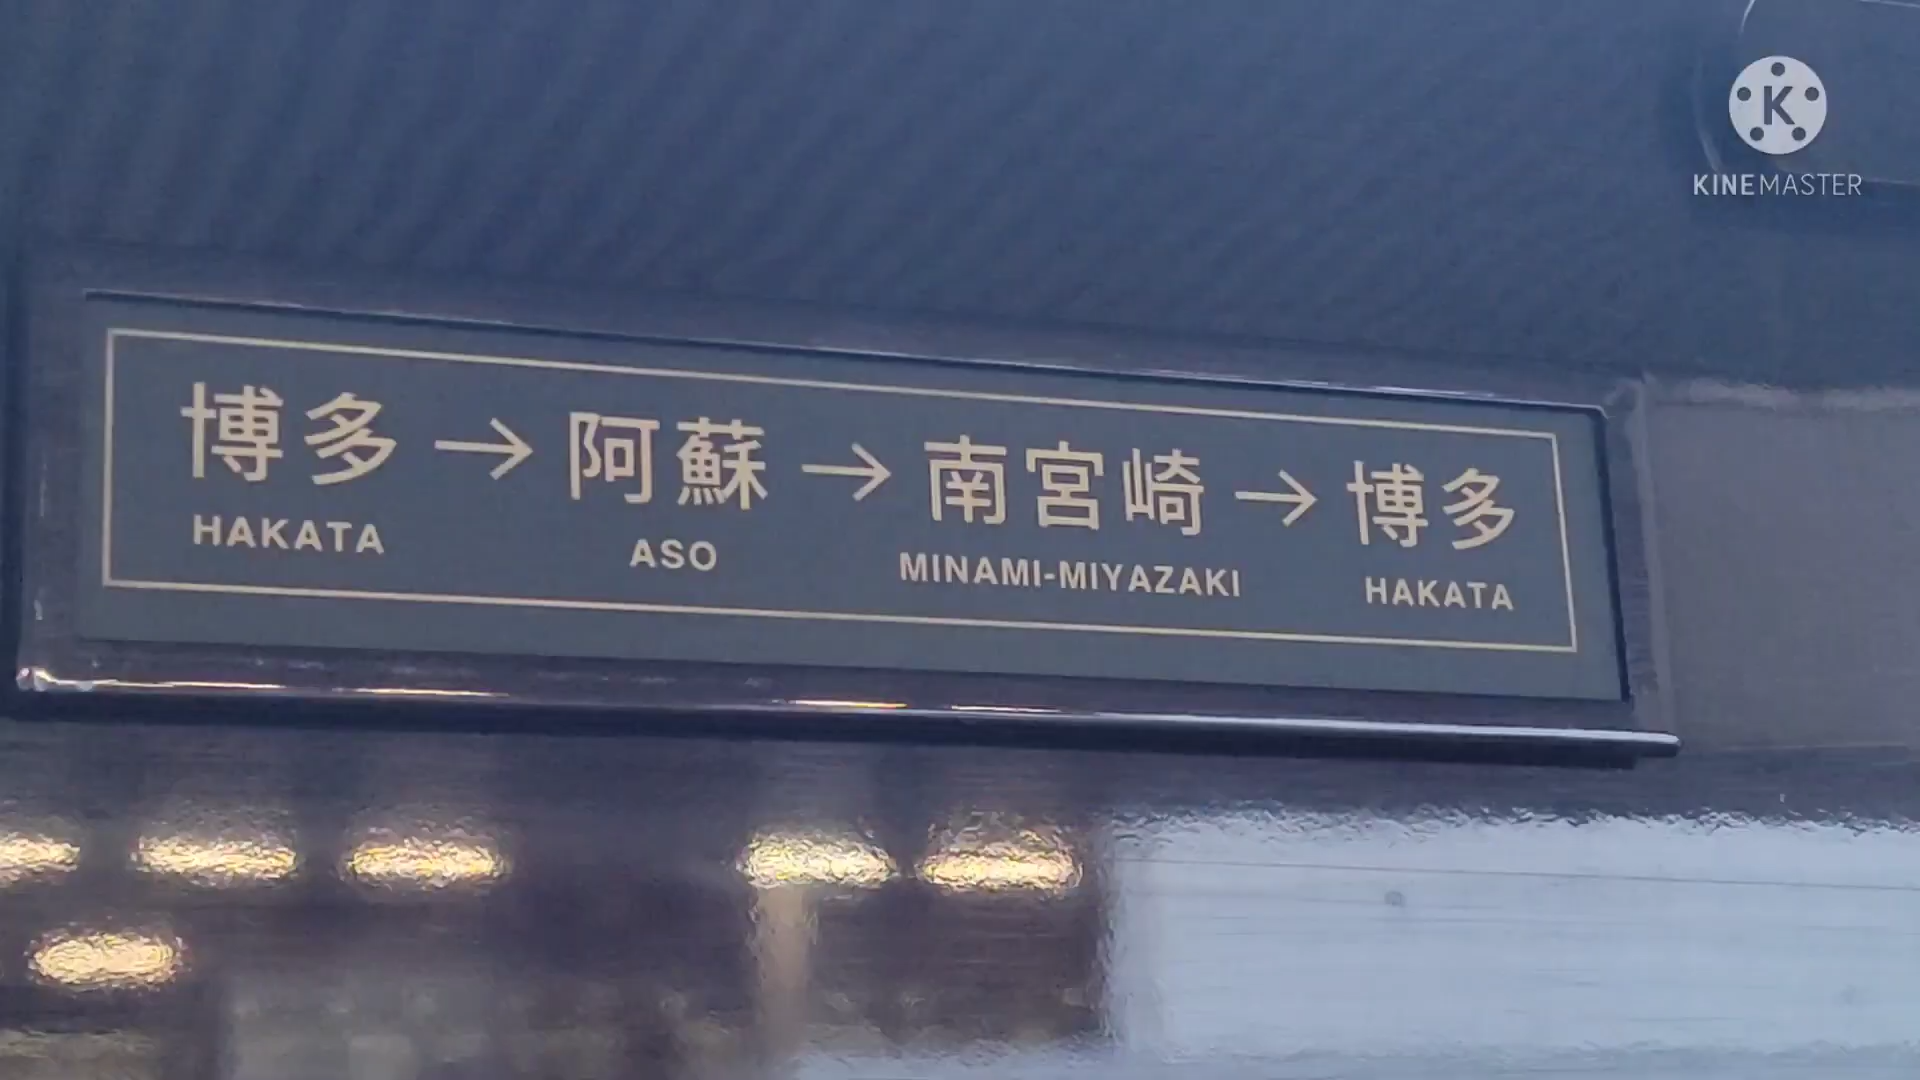 KINEMASTER
博多→阿蘇→南宮崎→博多
HAKATA ASO MINAMI-MIYAZAKI HAKATA